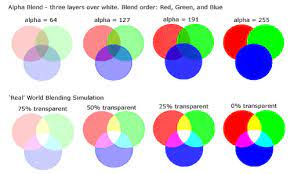 Alpha Blend - three layers over white. Blend order: Red, Green, and Blue
alpha = 64 alpha = 127 alpha = 191 alpha = 255
'Real' World Blending Simulation
75% transparent 50% transparent 25% transparent 0% transparent